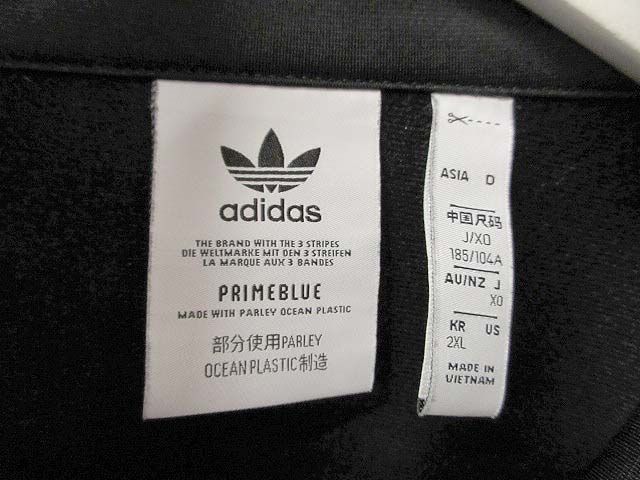 adidas
THE BRAND WITH THE 3 STRIPES
DIE WELTMARKE MIT DEN 3 STREIFEN
LA MARQUE AUX 3 BANDES
PRIMEBLUE
MADE WITH PARLEY OCEAN PLASTIC
部分使用PARLEY
OCEAN PLASTIC制造
ASIA D
中国尺码
J/XO
185/104A
AU/NZ J
XO
KR US
2XL
MADE IN
VIETNAM